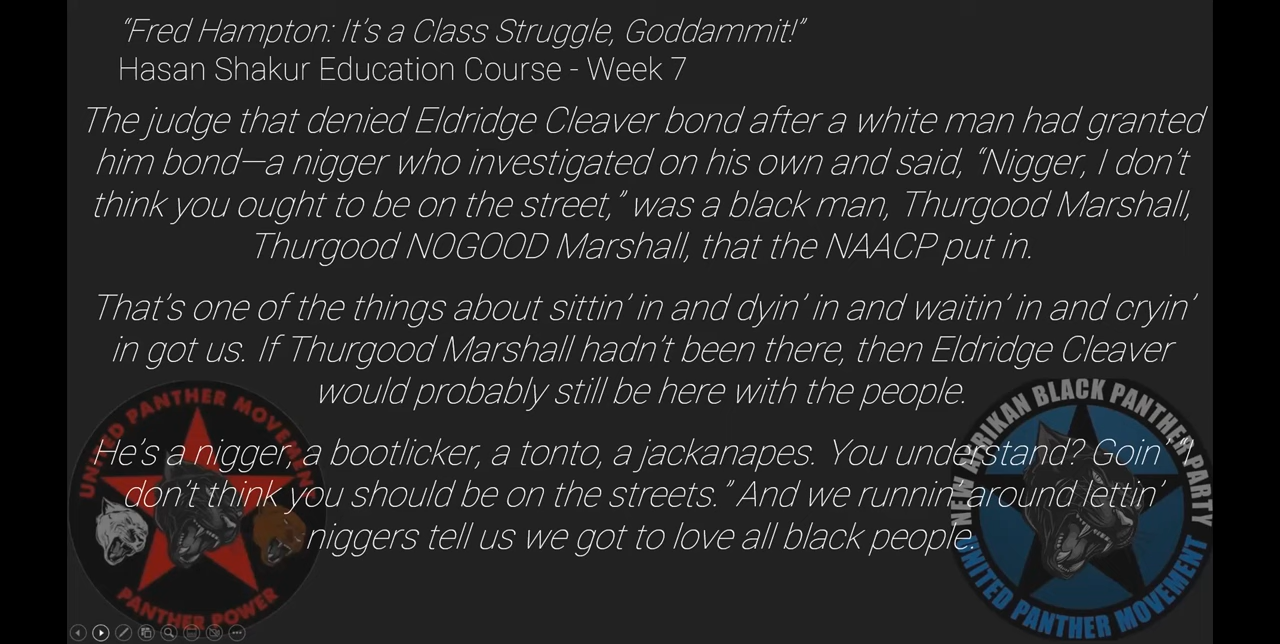 “Fred Hampton: It’s a Class Struggle, Goddammit!”
Hasan Shakur Education Course - Week 7
The judge that denied Eldridge Cleaver bond after a white man had granted
him bond—a nigger who investigated on his own and said, “Nigger, I don’t
think you ought to be on the street,” was a black man, Thurgood Marshall,
Thurgood NOGOOD Marshall, that the NAACP put in.
That’s one of the things about sittin’ in and dyin’ in and waitin’ in and cryin’
in got us. If Thurgood Marshall hadn’t been there, then Eldridge Cleaver
would probably still be here with the people.
He’s a nigger, a bootlicker, a tonto, a jackanapes. You understand? Goin’ “I
don’t think you should be on the streets.” And we runnin’ around lettin’
niggers tell us we got to love all black people.
UNITED PANTHER MOVEMENT
PANTHER POWER
NEW AFRIKAN BLACK PANTHER PARTY
UNITED PANTHER MOVEMENT